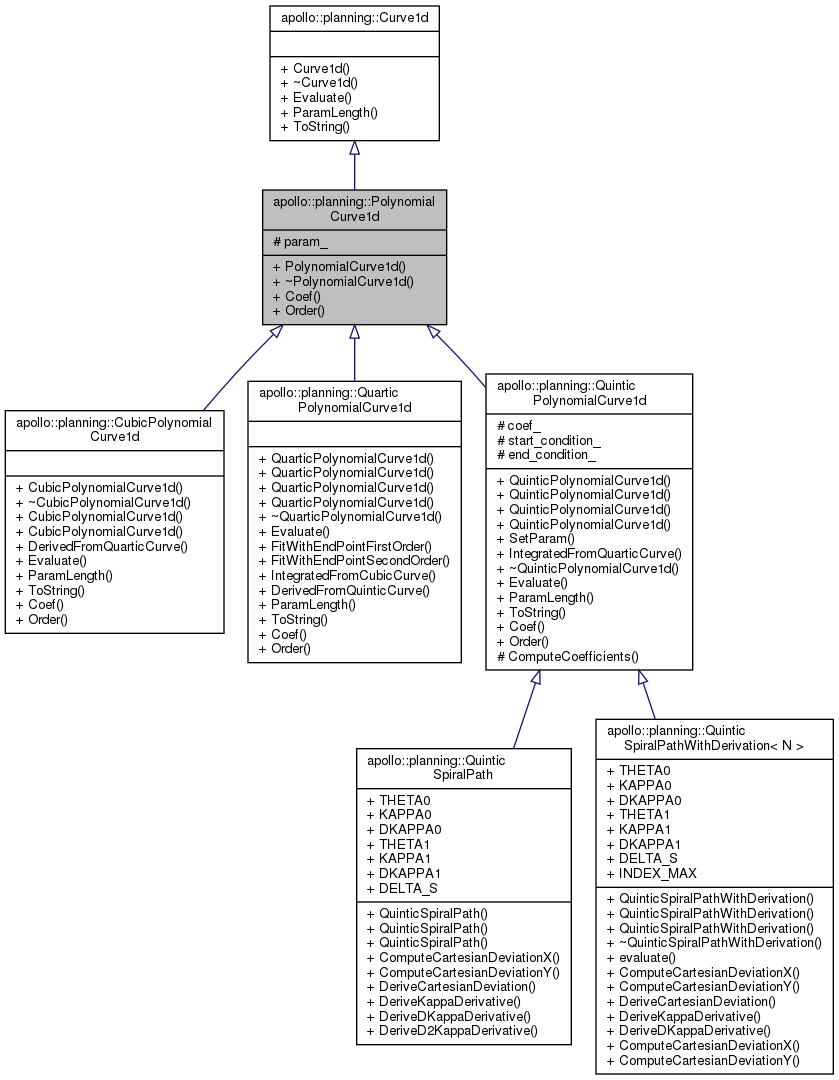 apollo::planning::Curve1d
+ Curve1d()
+ ~Curve1d()
+ Evaluate()
+ ParamLength()
+ ToString()
apollo::planning::Polynomial
Curve1d
# param_
+ PolynomialCurve1d()
+ ~PolynomialCurve1d()
+ Coef()
+ Order()
apollo::planning::CubicPolynomial
Curve1d
+ CubicPolynomialCurve1d()
+ ~CubicPolynomialCurve1d()
+ CubicPolynomialCurve1d()
+ CubicPolynomialCurve1d()
+ DerivedFromQuarticCurve()
+ Evaluate()
+ ParamLength()
+ ToString()
+ Coef()
+ Order()
apollo::planning::Quartic
PolynomialCurve1d
+ QuarticPolynomialCurve1d()
+ QuarticPolynomialCurve1d()
+ QuarticPolynomialCurve1d()
+ QuarticPolynomialCurve1d()
+ ~QuarticPolynomialCurve1d()
+ Evaluate()
+ FitWithEndPointFirstOrder()
+ FitWithEndPointSecondOrder()
+ IntegratedFromCubicCurve()
+ DerivedFromQuinticCurve()
+ ParamLength()
+ ToString()
+ Coef()
+ Order()
apollo::planning::Quintic
PolynomialCurve1d
# coef_
# start_condition_
# end_condition_
+ QuinticPolynomialCurve1d()
+ QuinticPolynomialCurve1d()
+ QuinticPolynomialCurve1d()
+ QuinticPolynomialCurve1d()
+ SetParam()
+ IntegratedFromQuarticCurve()
+ ~QuinticPolynomialCurve1d()
+ Evaluate()
+ ParamLength()
+ ToString()
+ Coef()
+ Order()
# ComputeCoefficients()
apollo::planning::Quintic
SpiralPath
+ THETA0
+ KAPPA0
+ DKAPPA0
+ THETA1
+ KAPPA1
+ DKAPPA1
+ DELTA_S
+ QuinticSpiralPath()
+ QuinticSpiralPath()
+ QuinticSpiralPath()
+ ComputeCartesianDeviationX()
+ ComputeCartesianDeviationY()
+ DeriveCartesianDeviation()
+ DeriveKappaDerivative()
+ DeriveDKappaDerivative()
+ DeriveD2KappaDerivative()
apollo::planning::Quintic
SpiralPathWithDerivation< N >
+ THETA0
+ KAPPA0
+ DKAPPA0
+ THETA1
+ KAPPA1
+ DKAPPA1
+ DELTA_S
+ INDEX_MAX
+ QuinticSpiralPathWithDerivation()
+ QuinticSpiralPathWithDerivation()
+ QuinticSpiralPathWithDerivation()
+ ~QuinticSpiralPathWithDerivation()
+ evaluate()
+ ComputeCartesianDeviationX()
+ ComputeCartesianDeviationY()
+ DeriveCartesianDeviation()
+ DeriveKappaDerivative()
+ DeriveDKappaDerivative()
+ ComputeCartesianDeviationX()
+ ComputeCartesianDeviationY()